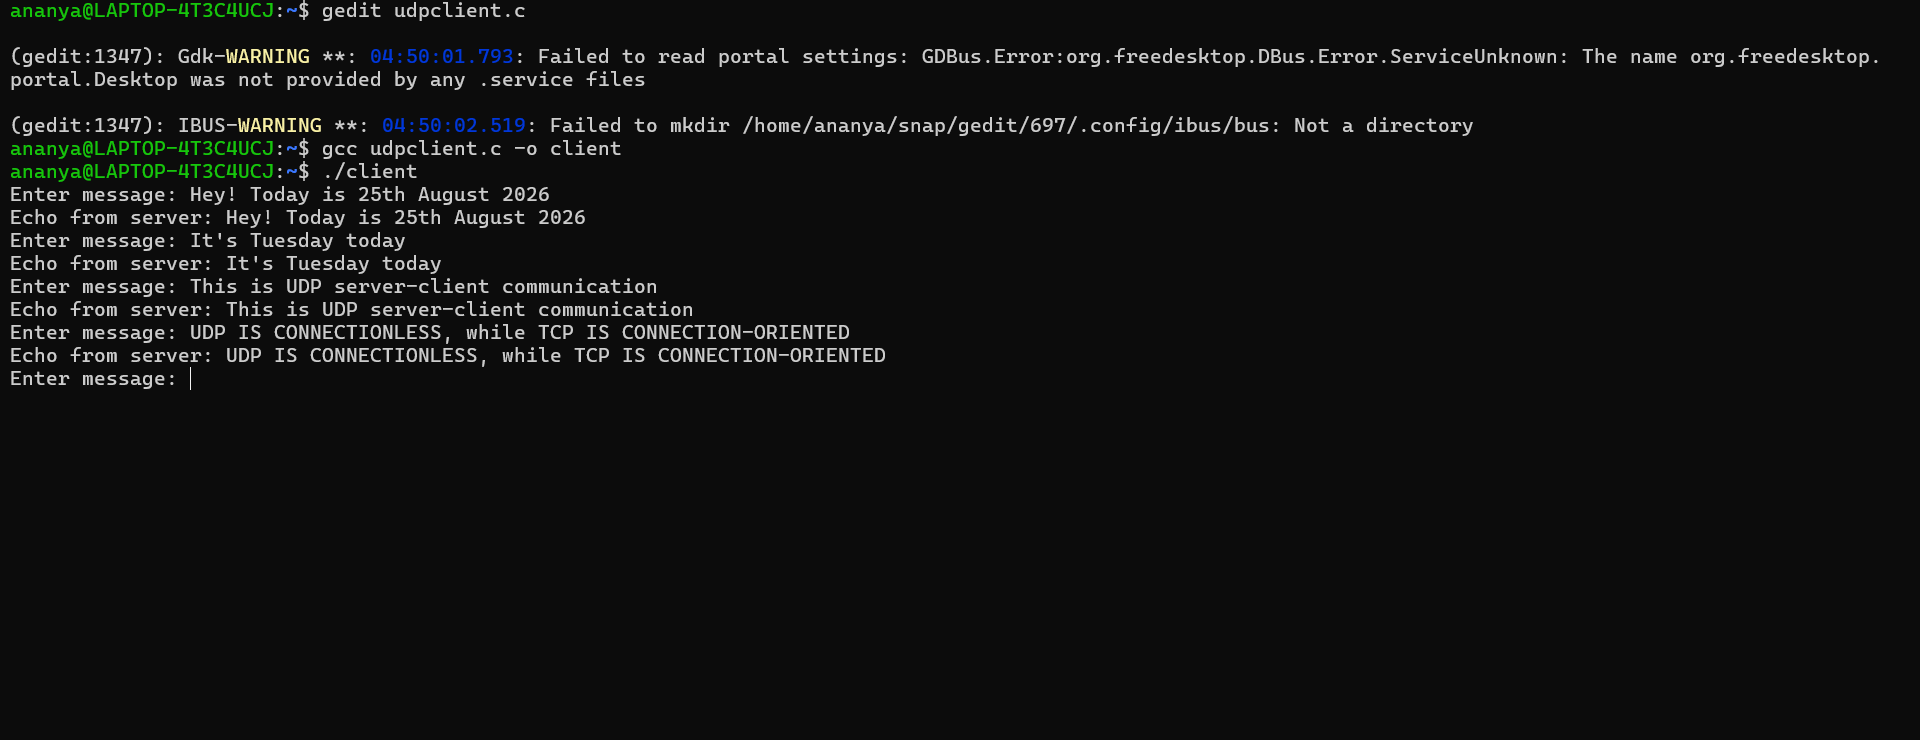 ananya@LAPTOP-4T3C4UCJ:~$ gedit udpclient.c
(gedit:1347): Gdk-WARNING **: 04:50:01.793: Failed to read portal settings: GDBus.Error:org.freedesktop.DBus.Error.ServiceUnknown: The name org.freedesktop.
portal.Desktop was not provided by any .service files
(gedit:1347): IBUS-WARNING **: 04:50:02.519: Failed to mkdir /home/ananya/snap/gedit/697/.config/ibus/bus: Not a directory
ananya@LAPTOP-4T3C4UCJ:~$ gcc udpclient.c -o client
ananya@LAPTOP-4T3C4UCJ:~$ ./client
Enter message: Hey! Today is 25th August 2026
Echo from server: Hey! Today is 25th August 2026
Enter message: It's Tuesday today
Echo from server: It's Tuesday today
Enter message: This is UDP server-client communication
Echo from server: This is UDP server-client communication
Enter message: UDP IS CONNECTIONLESS, while TCP IS CONNECTION-ORIENTED
Echo from server: UDP IS CONNECTIONLESS, while TCP IS CONNECTION-ORIENTED
Enter message: